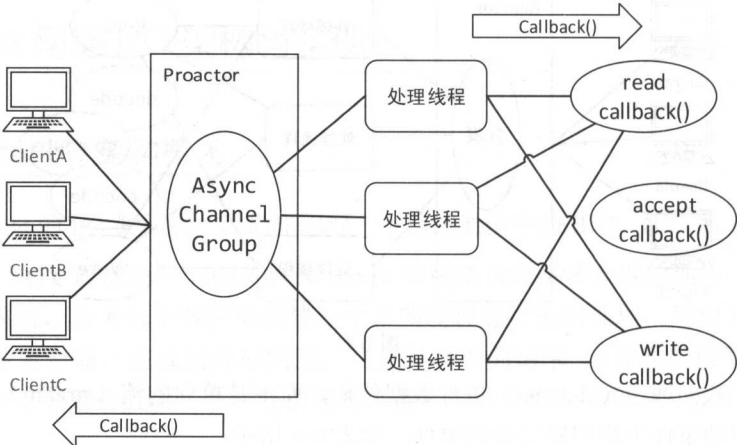 Callback()
Proactor
ClientA
ClientB
ClientC
Async
Channel
Group
处理线程
处理线程
处理线程
read
callback()
accept
callback()
write
callback()
Callback()